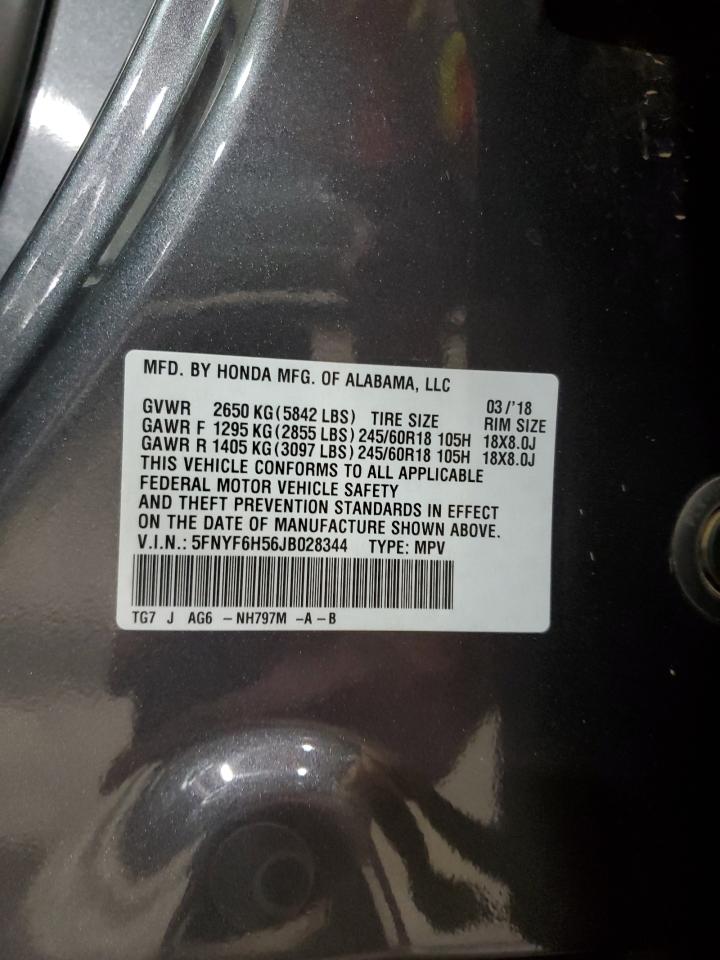 MFD. BY HONDA MFG. OF ALABAMA, LLC
03/'18
GVWR 2650 KG (5842 LBS) TIRE SIZE RIM SIZE
GAWR F 1295 KG (2855 LBS) 245/60R18 105H 18X8.0J
GAWR R 1405 KG (3097 LBS) 245/60R18 105H 18X8.0J
THIS VEHICLE CONFORMS TO ALL APPLICABLE
FEDERAL MOTOR VEHICLE SAFETY
AND THEFT PREVENTION STANDARDS IN EFFECT
ON THE DATE OF MANUFACTURE SHOWN ABOVE.
V.I.N.: 5FNYF6H56JB028344 TYPE: MPV
TG7 J AG6 -NH797M -A-B